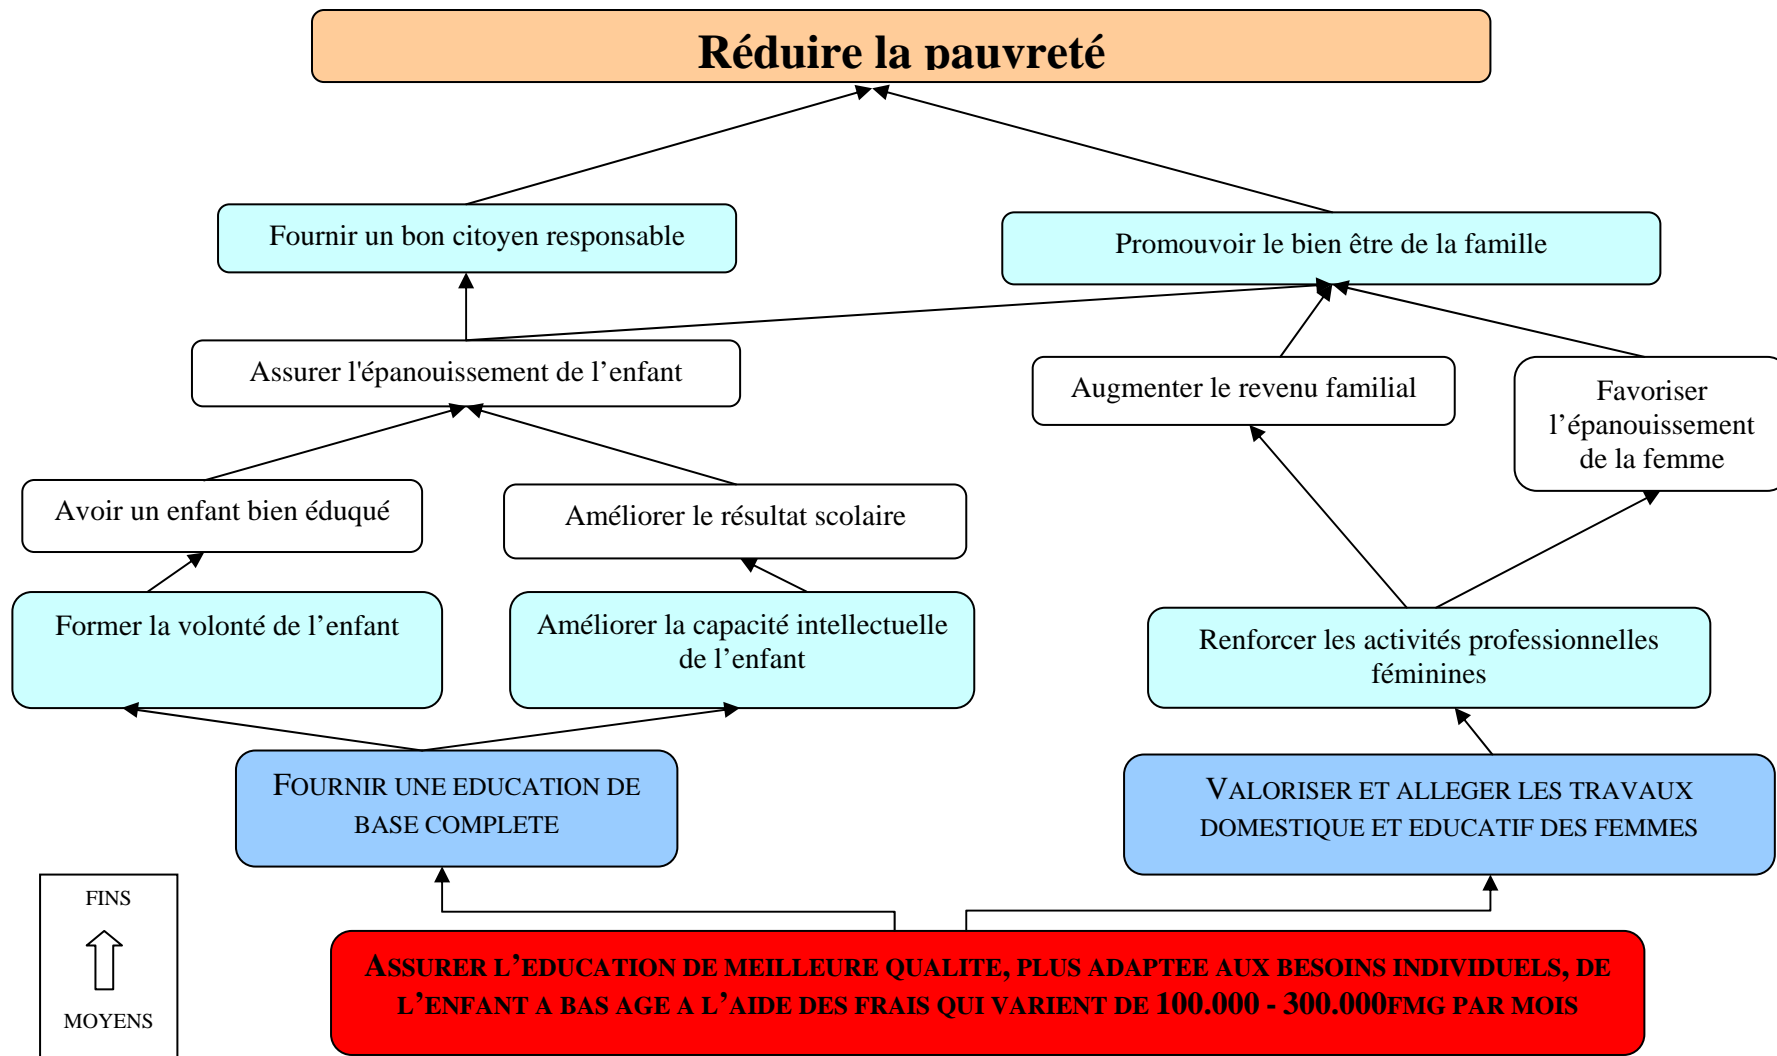 Réduire la pauvreté
Fournir un bon citoyen responsable
Promouvoir le bien être de la famille
Assurer l'épanouissement de l’enfant
Augmenter le revenu familial
Favoriser
l’épanouissement
de la femme
Avoir un enfant bien éduqué
Améliorer le résultat scolaire
Former la volonté de l’enfant
Améliorer la capacité intellectuelle
de l’enfant
Renforcer les activités professionnelles
féminines
FOURNIR UNE EDUCATION DE
BASE COMPLETE
VALORISER ET ALLEGER LES TRAVAUX
DOMESTIQUE ET EDUCATIF DES FEMMES
FINS
MOYENS
ASSURER L’EDUCATION DE MEILLEURE QUALITE, PLUS ADAPTEE AUX BESOINS INDIVIDUELS, DE
L’ENFANT A BAS AGE A L’AIDE DES FRAIS QUI VARIENT DE 100.000 - 300.000FMG PAR MOIS